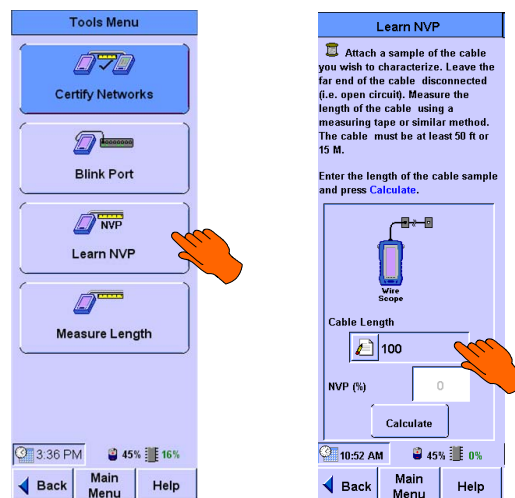 Tools Menu
Certify Networks
Blink Port
NVP
Learn NVP
Measure Length
3:36 PM 45% 16%
Back Main Menu Help
Learn NVP
Attach a sample of the cable
you wish to characterize. Leave the
far end of the cable disconnected
(i.e. open circuit). Measure the
length of the cable using a
measuring tape or similar method.
The cable must be at least 50 ft or
15 M.
Enter the length of the cable sample
and press Calculate.
Wire
Scope
Cable Length
100
NVP (%) 0
Calculate
10:52 AM 45% 0%
Back Main Menu Help